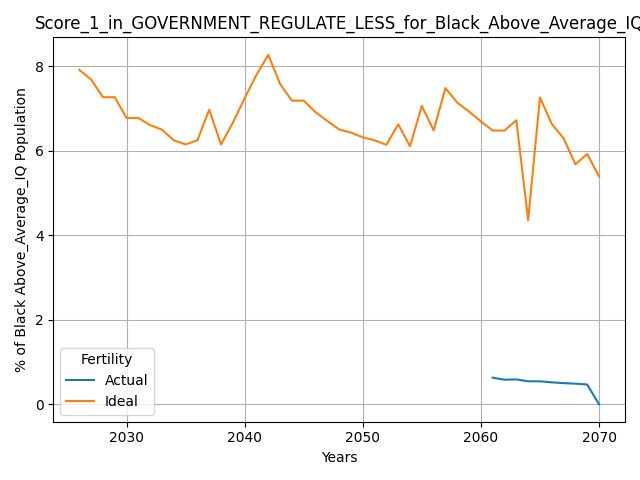 Score_1_in_GOVERNMENT_REGULATE_LESS_for_Black_Above_Average_IQ
% of Black Above_Average_IQ Population
8
6
4
2
0
Fertility
Actual
Ideal
2030 2040 2050 2060 2070
Years